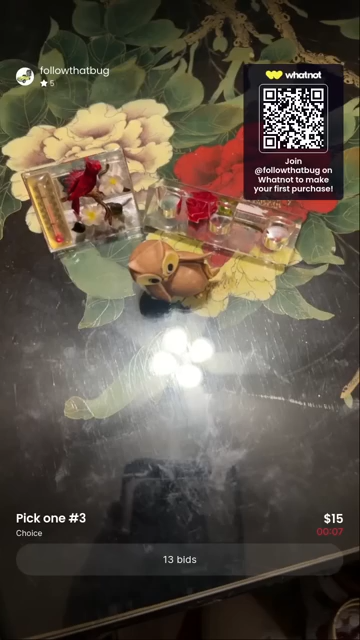 followthatbug
★5
whatnot
Join
@followthatbug on
Whatnot to make
your first purchase!
Pick one #3
$15
Choice
00:07
13 bids